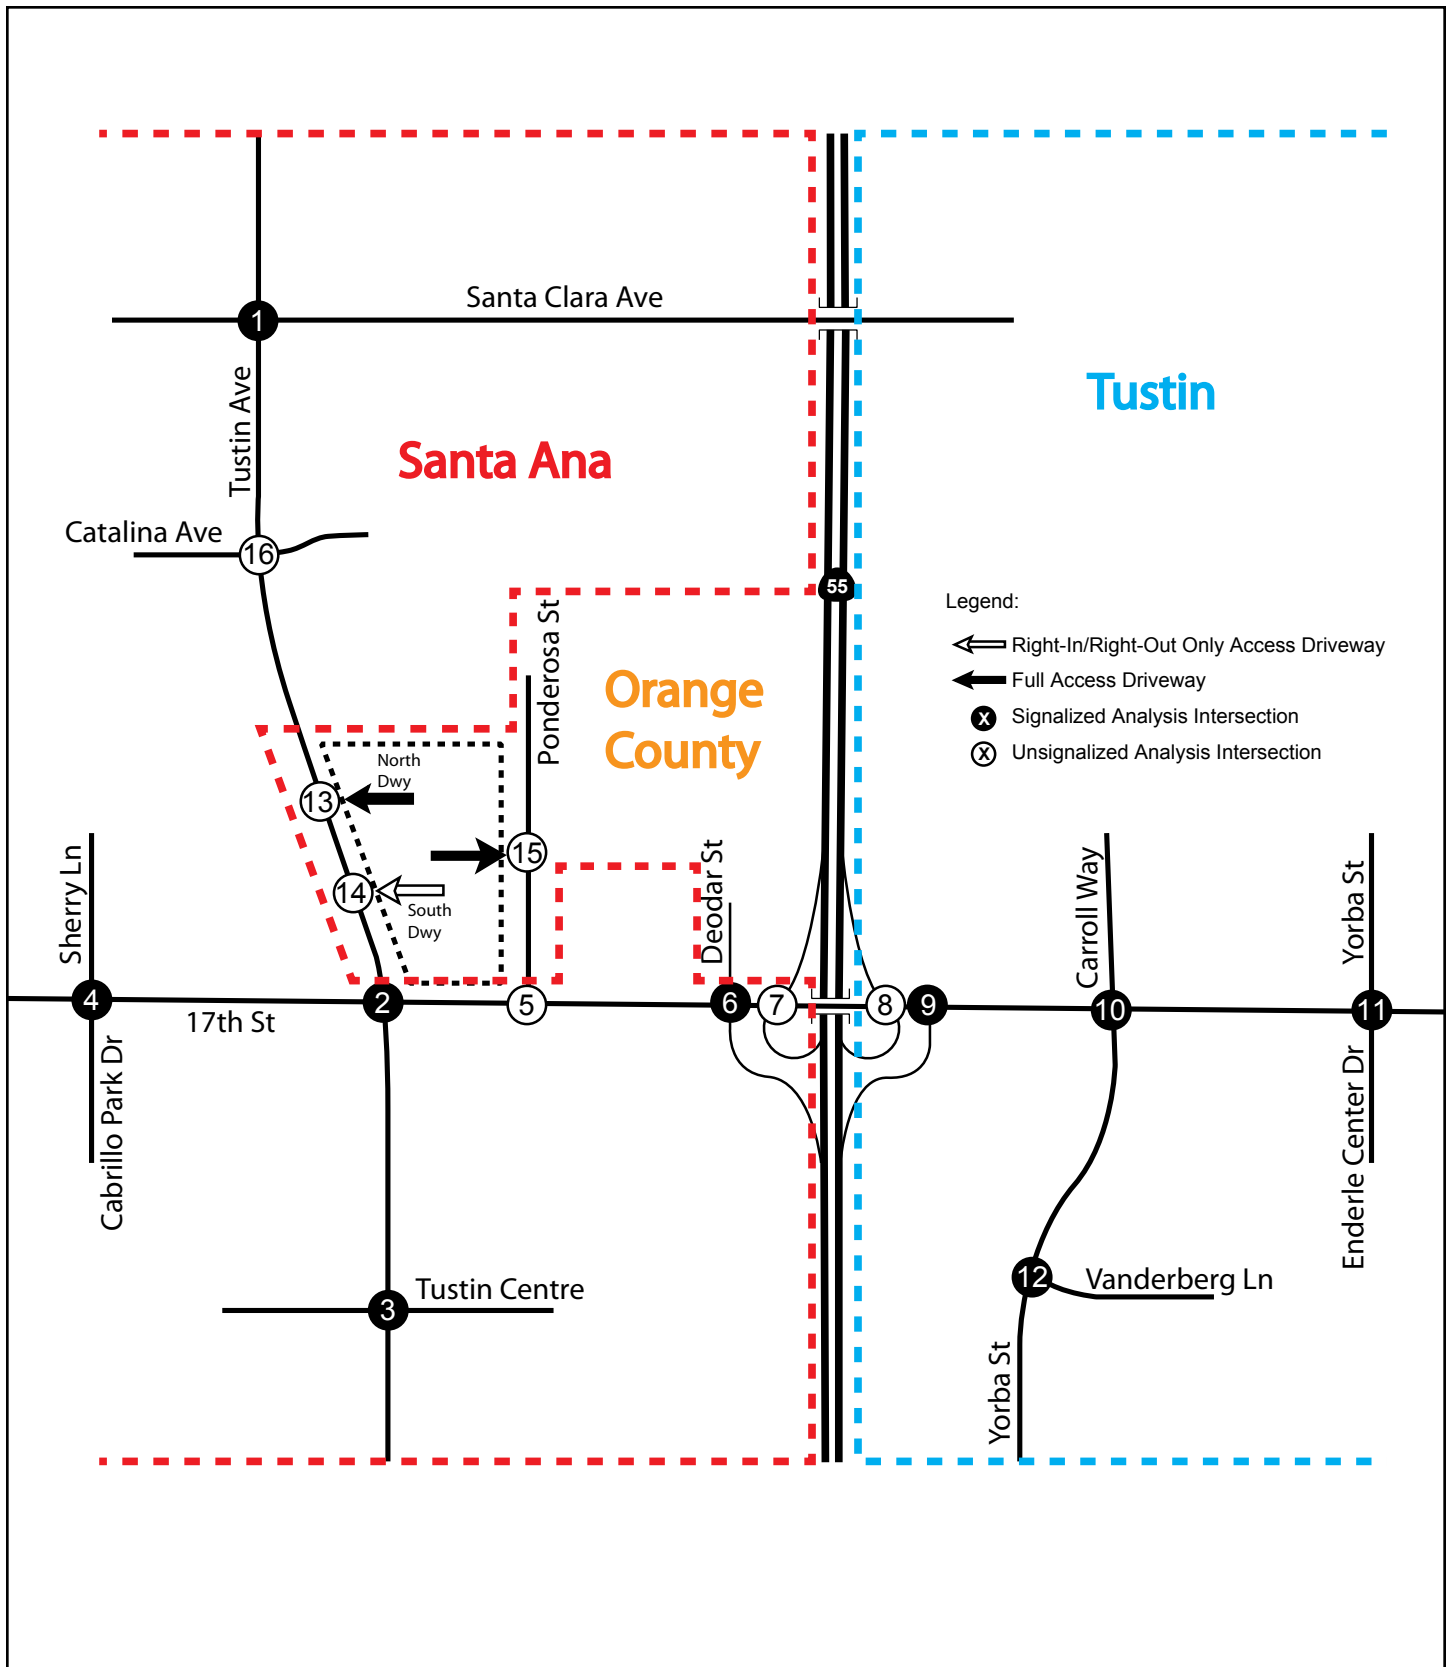 Santa Clara Ave
1
Tustin Ave
Tustin
Santa Ana
Catalina Ave
16
55
Legend:
Right-In/Right-Out Only Access Driveway
Full Access Driveway
X Signalized Analysis Intersection
X Unsignalized Analysis Intersection
Ponderosa St
Orange
County
North
Dwy
13
15
14
South
Dwy
Sherry Ln
Deodar St
Carroll Way
Yorba St
4
2
5
6
7
8
9
10
11
17th St
Cabrillo Park Dr
Enderle Center Dr
12
Vanderberg Ln
Tustin Centre
3
Yorba St